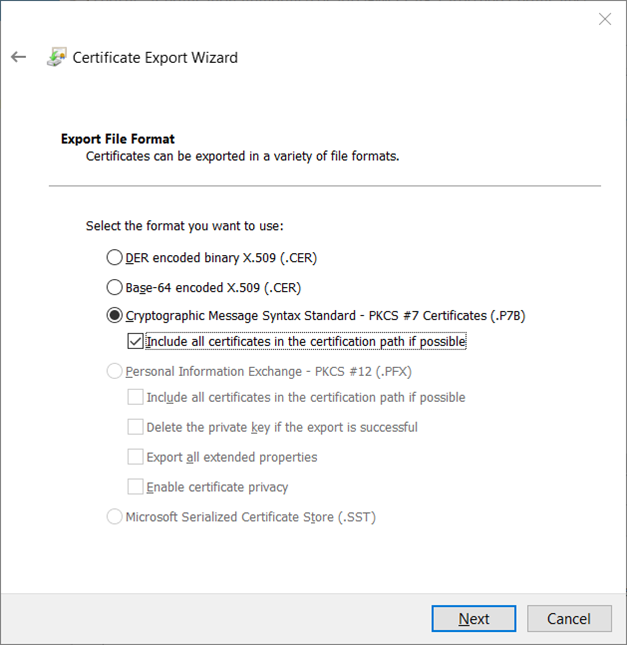 Certificate Export Wizard
Export File Format
Certificates can be exported in a variety of file formats.
Select the format you want to use:
DER encoded binary X.509 (.CER)
Base-64 encoded X.509 (.CER)
Cryptographic Message Syntax Standard - PKCS #7 Certificates (.P7B)
Include all certificates in the certification path if possible
Personal Information Exchange - PKCS #12 (.PFX)
Include all certificates in the certification path if possible
Delete the private key if the export is successful
Export all extended properties
Enable certificate privacy
Microsoft Serialized Certificate Store (.SST)
Next
Cancel